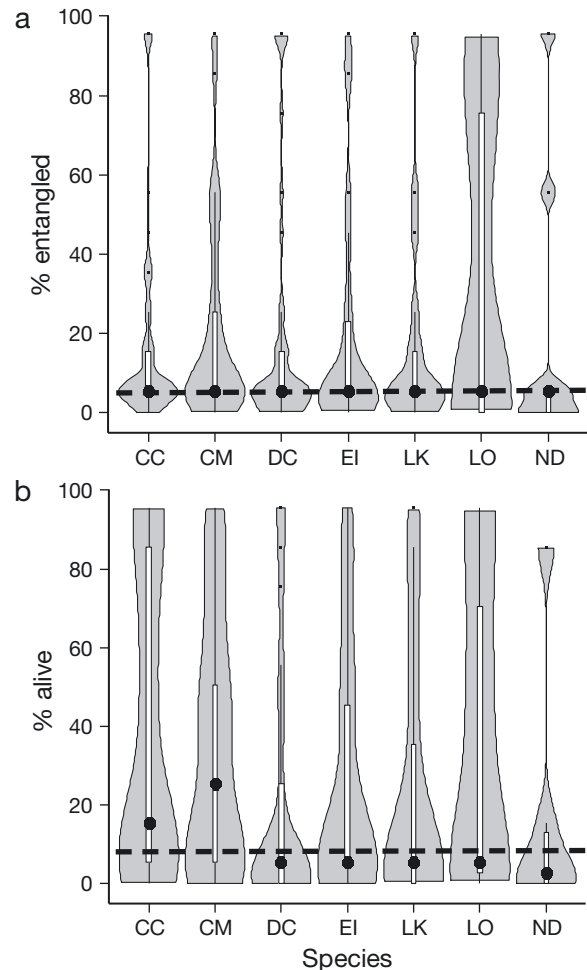 a
% entangled
100
80
60
40
20
0
CC CM DC EI LK LO ND
b
% alive
100
80
60
40
20
0
CC CM DC EI LK LO ND
Species